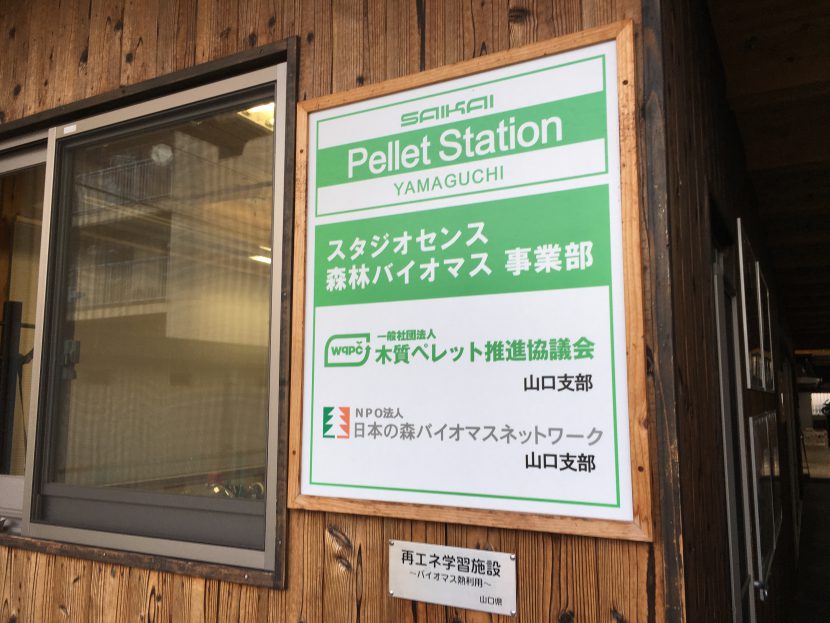 SAIKAI
Pellet Station
YAMAGUCHI
スタジオセンス
森林バイオマス 事業部
一般社団法人
wppc 木質ペレット推進協議会
山口支部
NPO法人
日本の森バイオマスネットワーク
山口支部
再エネ学習施設
～バイオマス熱利用～
山口県